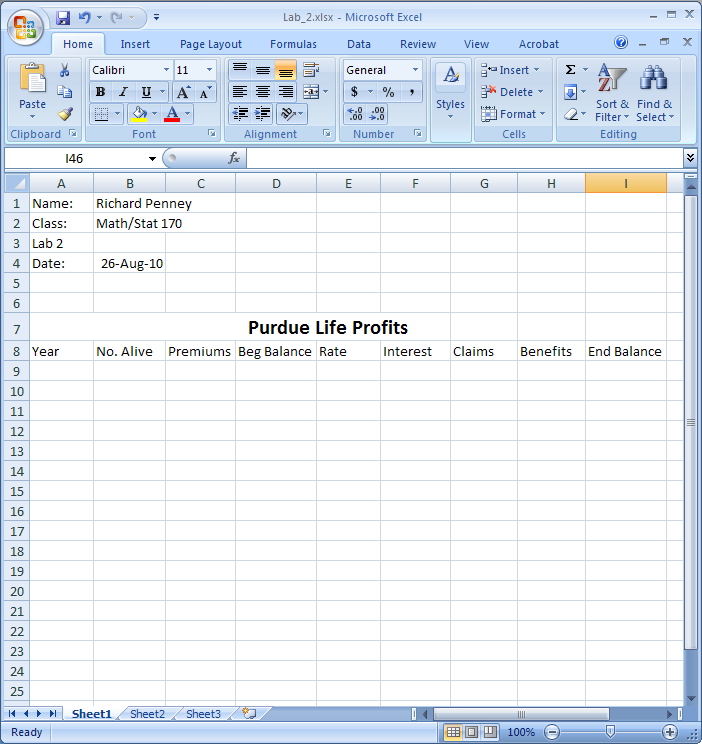 Lab_2.xlsx - Microsoft Excel
Home Insert Page Layout Formulas Data Review View Acrobat
Calibri 11 General Insert Σ
Paste B I U A A $ % , Styles Delete Sort & Find &
A .00 .0 Format Filter Select
Clipboard Font Alignment Number Cells Editing
I46 fx
A B C D E F G H I
1 Name: Richard Penney
2 Class: Math/Stat 170
3 Lab 2
4 Date: 26-Aug-10
5
6
7 Purdue Life Profits
8 Year No. Alive Premiums Beg Balance Rate Interest Claims Benefits End Balance
9
10
11
12
13
14
15
16
17
18
19
20
21
22
23
24
25
Sheet1 Sheet2 Sheet3
Ready 100%